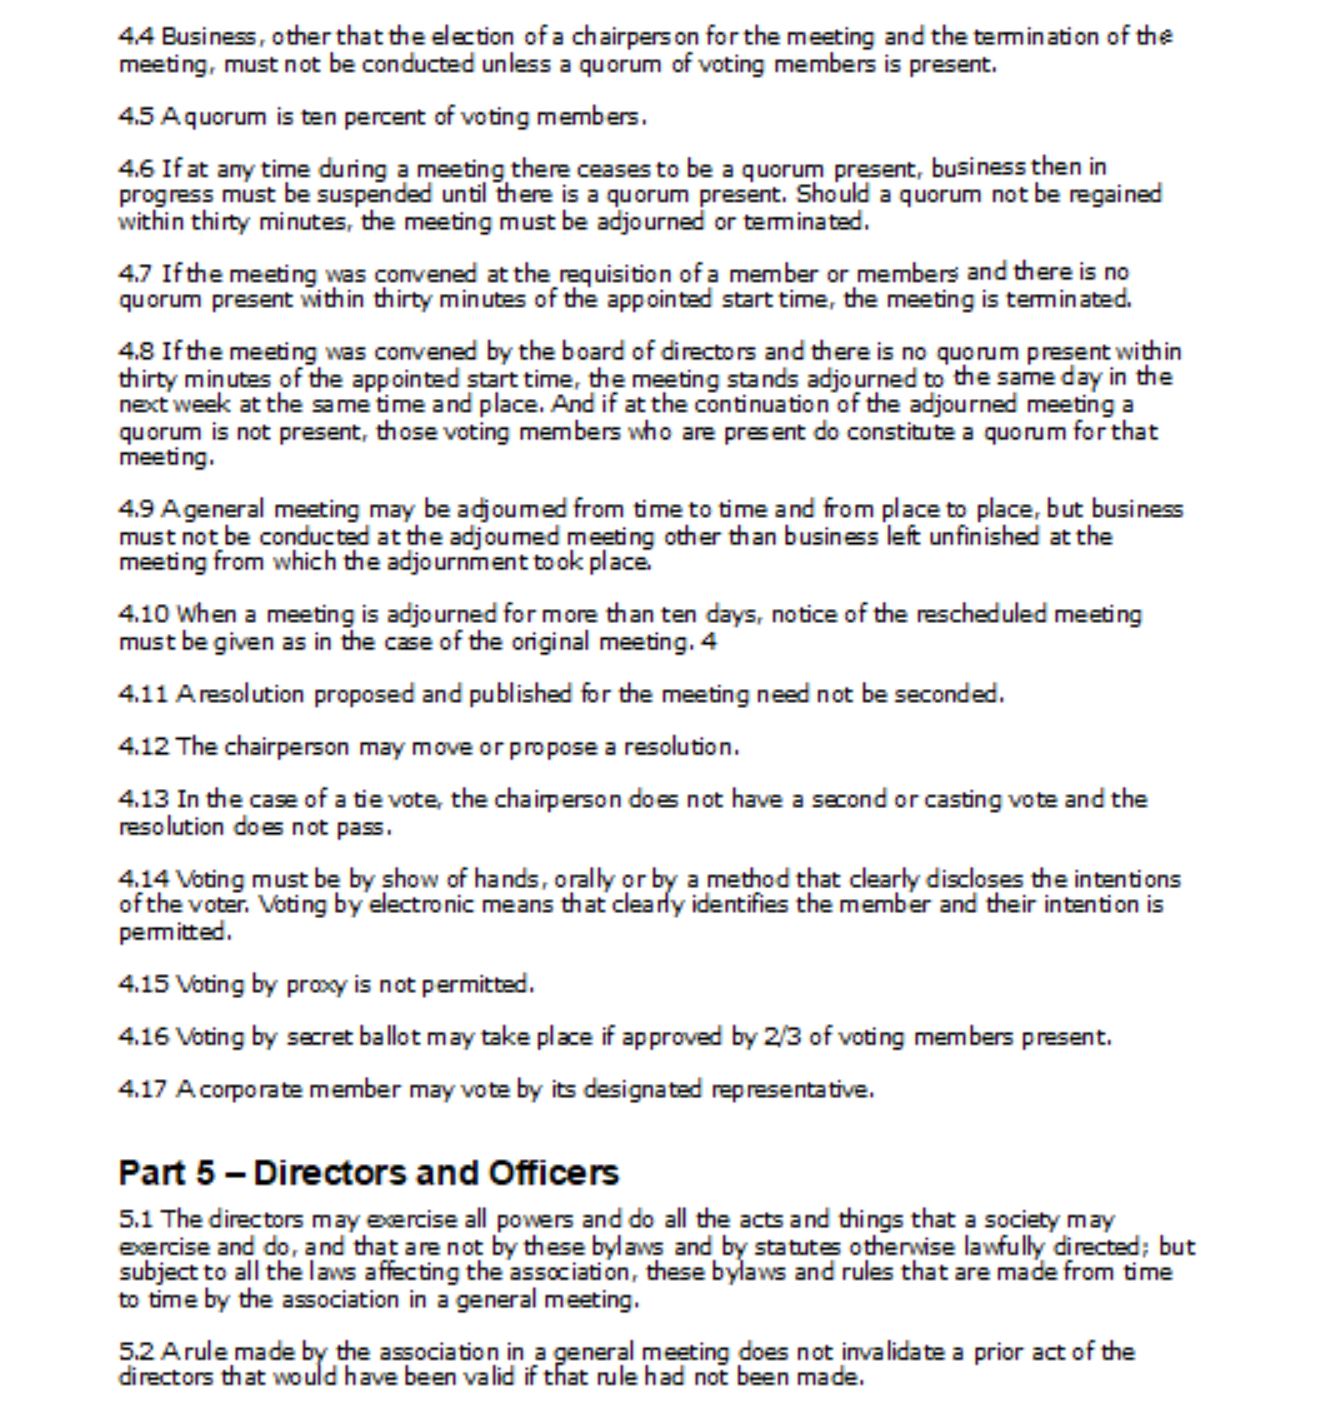 4.4 Business, other that the election of a chairperson for the meeting and the termination of the
meeting, must not be conducted unless a quorum of voting members is present.
4.5 A quorum is ten percent of voting members.
4.6 If at any time during a meeting there ceases to be a quorum present, business then in
progress must be suspended until there is a quorum present. Should a quorum not be regained
within thirty minutes, the meeting must be adjourned or terminated.
4.7 If the meeting was convened at the requisition of a member or members and there is no
quorum present within thirty minutes of the appointed start time, the meeting is terminated.
4.8 If the meeting was convened by the board of directors and there is no quorum present within
thirty minutes of the appointed start time, the meeting stands adjourned to the same day in the
next week at the same time and place. And if at the continuation of the adjourned meeting a
quorum is not present, those voting members who are present do constitute a quorum for that
meeting.
4.9 A general meeting may be adjourned from time to time and from place to place, but business
must not be conducted at the adjourned meeting other than business left unfinished at the
meeting from which the adjournment took place.
4.10 When a meeting is adjourned for more than ten days, notice of the rescheduled meeting
must be given as in the case of the original meeting. 4
4.11 A resolution proposed and published for the meeting need not be seconded.
4.12 The chairperson may move or propose a resolution.
4.13 In the case of a tie vote, the chairperson does not have a second or casting vote and the
resolution does not pass.
4.14 Voting must be by show of hands, orally or by a method that clearly discloses the intentions
of the voter. Voting by electronic means that clearly identifies the member and their intention is
permitted.
4.15 Voting by proxy is not permitted.
4.16 Voting by secret ballot may take place if approved by 2/3 of voting members present.
4.17 A corporate member may vote by its designated representative.
Part 5 – Directors and Officers
5.1 The directors may exercise all powers and do all the acts and things that a society may
exercise and do, and that are not by these bylaws and by statutes otherwise lawfully directed; but
subject to all the laws affecting the association, these bylaws and rules that are made from time
to time by the association in a general meeting.
5.2 A rule made by the association in a general meeting does not invalidate a prior act of the
directors that would have been valid if that rule had not been made.